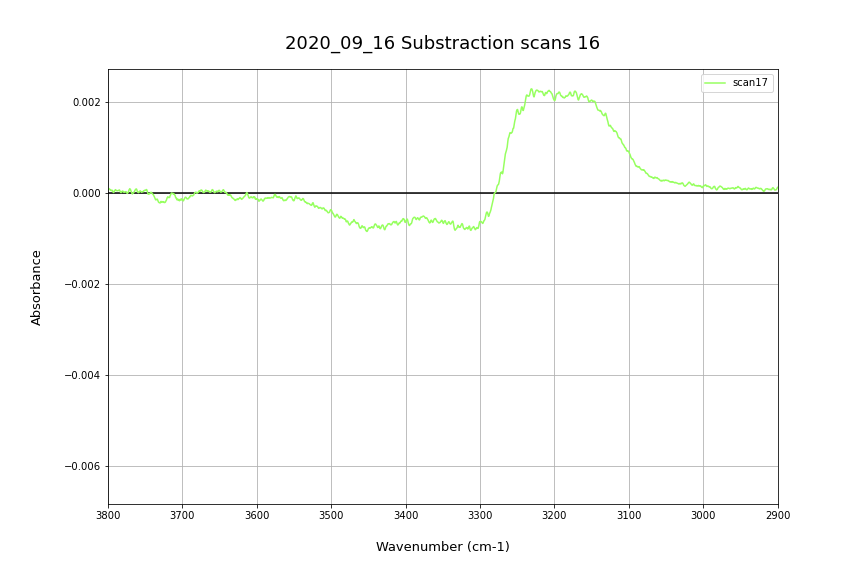 2020_09_16 Substraction scans 16
scan17
0.002
0.000
−0.002
−0.004
−0.006
Absorbance
3800 3700 3600 3500 3400 3300 3200 3100 3000 2900
Wavenumber (cm-1)